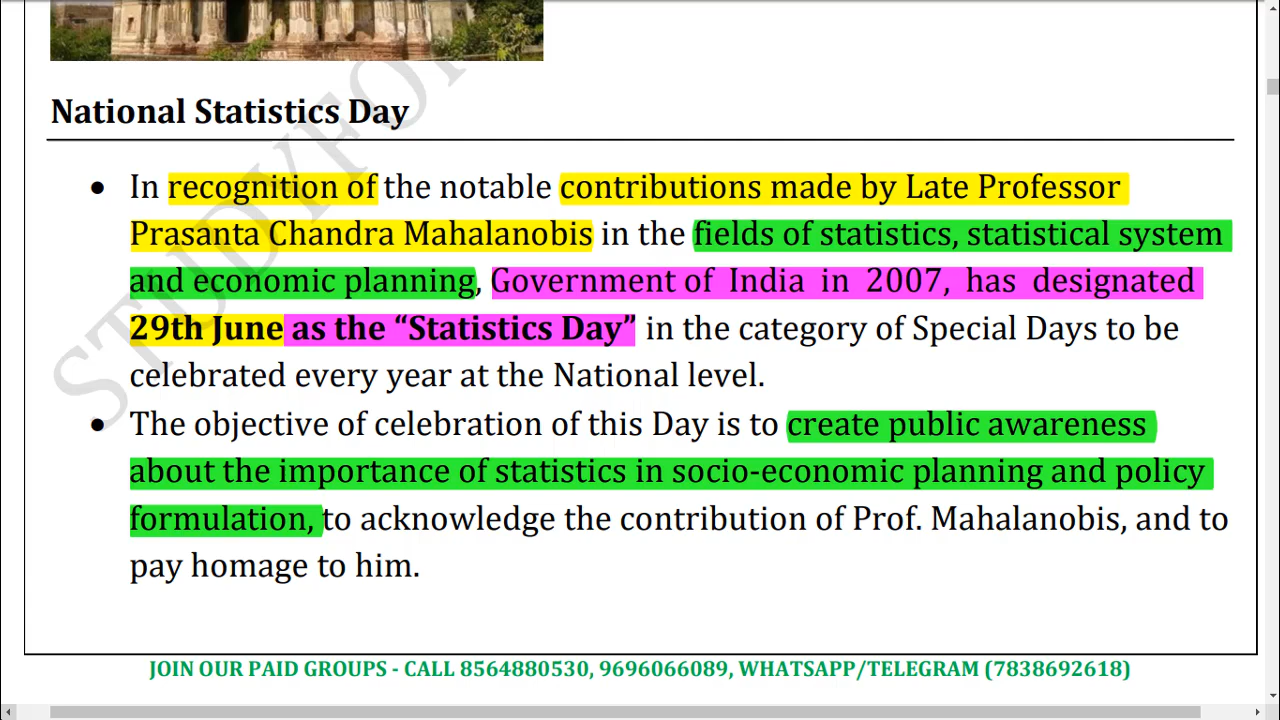 National Statistics Day
• In recognition of the notable contributions made by Late Professor
Prasanta Chandra Mahalanobis in the fields of statistics, statistical system
and economic planning, Government of India in 2007, has designated
29th June as the “Statistics Day” in the category of Special Days to be
celebrated every year at the National level.
• The objective of celebration of this Day is to create public awareness
about the importance of statistics in socio-economic planning and policy
formulation, to acknowledge the contribution of Prof. Mahalanobis, and to
pay homage to him.
STUDYFO
JOIN OUR PAID GROUPS - CALL 8564880530, 9696066089, WHATSAPP/TELEGRAM (7838692618)